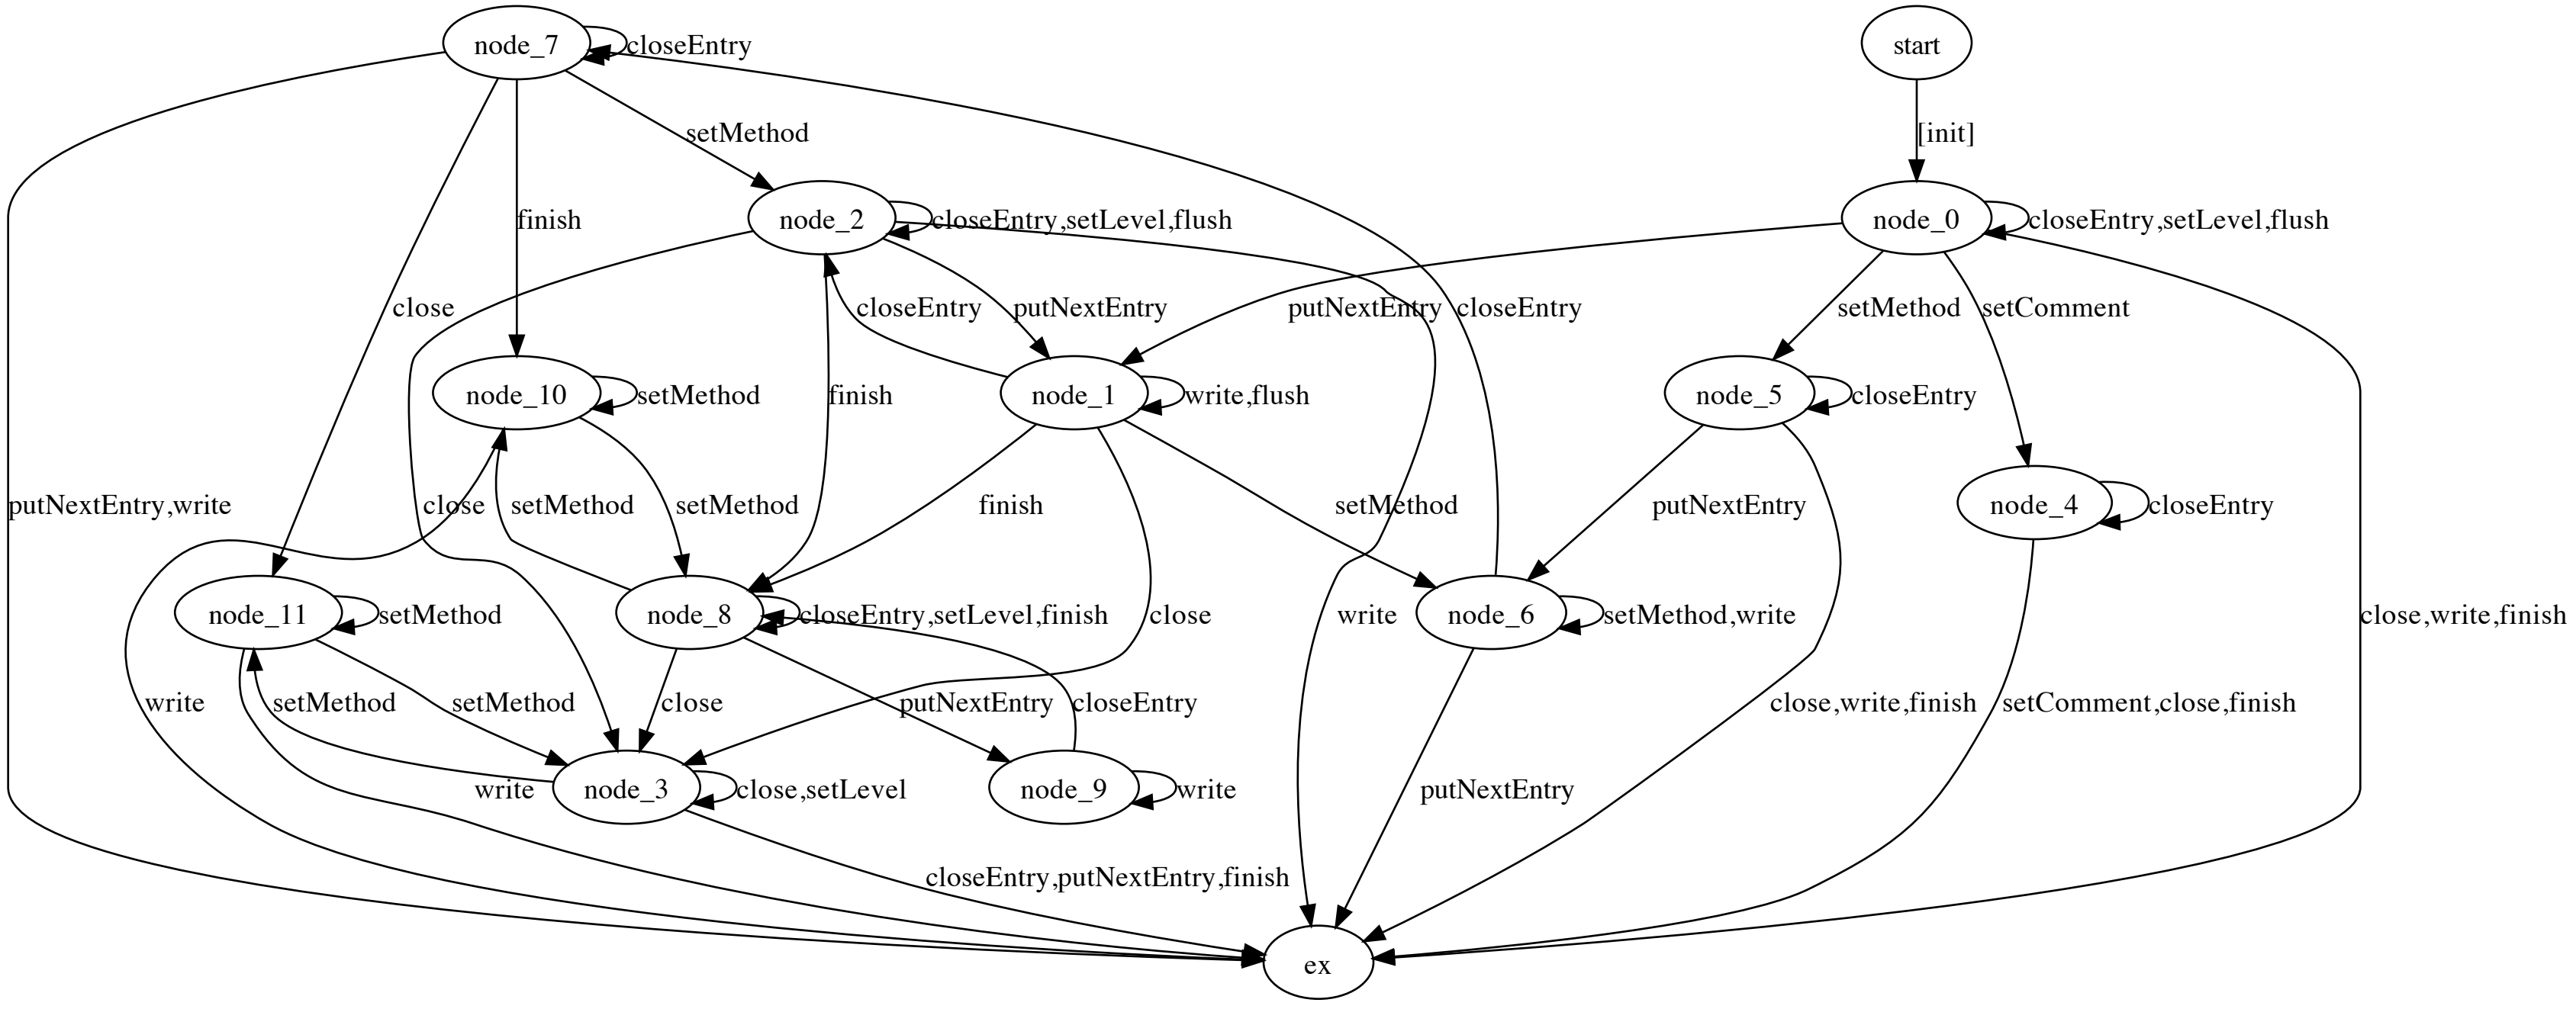 node_7
closeEntry
start
setMethod
[init]
finish
node_2
closeEntry,setLevel,flush
node_0
closeEntry,setLevel,flush
close
closeEntry
putNextEntry
putNextEntry
closeEntry
setMethod
setComment
node_10
setMethod
finish
node_1
write,flush
node_5
closeEntry
putNextEntry,write
close
setMethod
setMethod
finish
setMethod
putNextEntry
node_4
closeEntry
node_11
setMethod
node_8
closeEntry,setLevel,finish
close
write
node_6
setMethod,write
close,write,finish
write
setMethod
setMethod
close
putNextEntry
closeEntry
close,write,finish
setComment,close,finish
write
node_3
close,setLevel
node_9
write
putNextEntry
closeEntry,putNextEntry,finish
ex